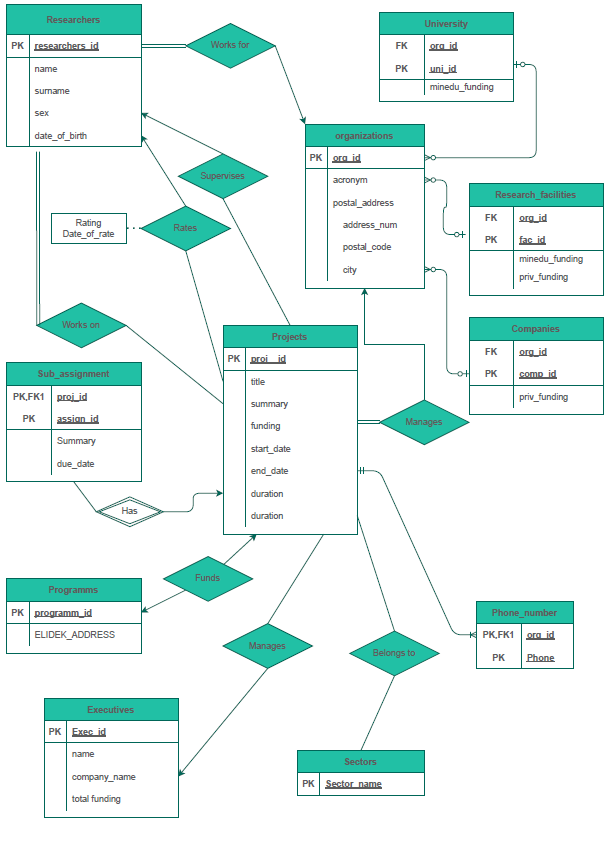 Researchers
PK researchers_id
name
surname
sex
date_of_birth
Works for
University
FK org_id
PK uni_id
minedu_funding
organizations
PK org_id
acronym
postal_address
address_num
postal_code
city
Supervises
Rating
Date_of_rate
Rates
Research_facilities
FK org_id
PK fac_id
minedu_funding
priv_funding
Works on
Projects
PK proj_id
title
summary
funding
start_date
end_date
duration
duration
Companies
FK org_id
PK comp_id
priv_funding
Sub_assignment
PK,FK1 proj_id
PK assign_id
Summary
due_date
Manages
Has
Funds
Programms
PK programm_id
ELIDEK_ADDRESS
Phone_number
PK,FK1 org_id
PK Phone
Manages
Belongs to
Executives
PK Exec_id
name
company_name
total funding
Sectors
PK Sector_name